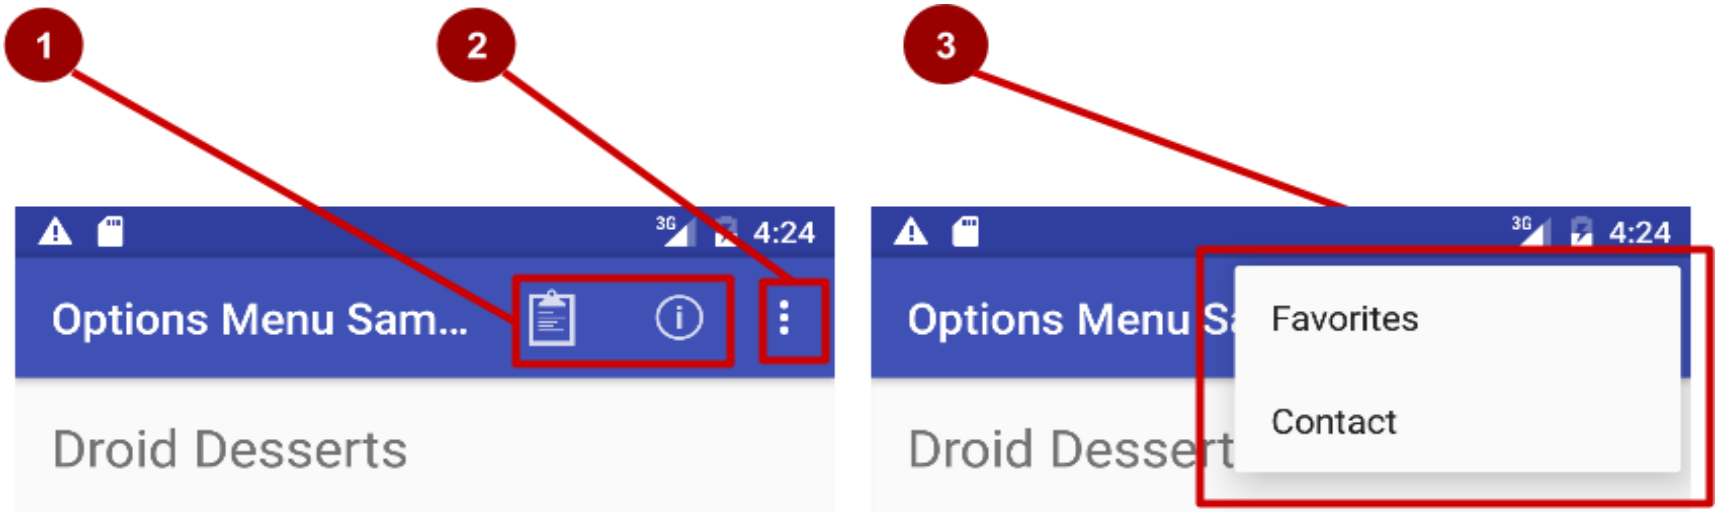 1
2
3
3G 4:24
Options Menu Sam...
Droid Desserts
3G 4:24
Options Menu S
Favorites
Contact
Droid Dessert